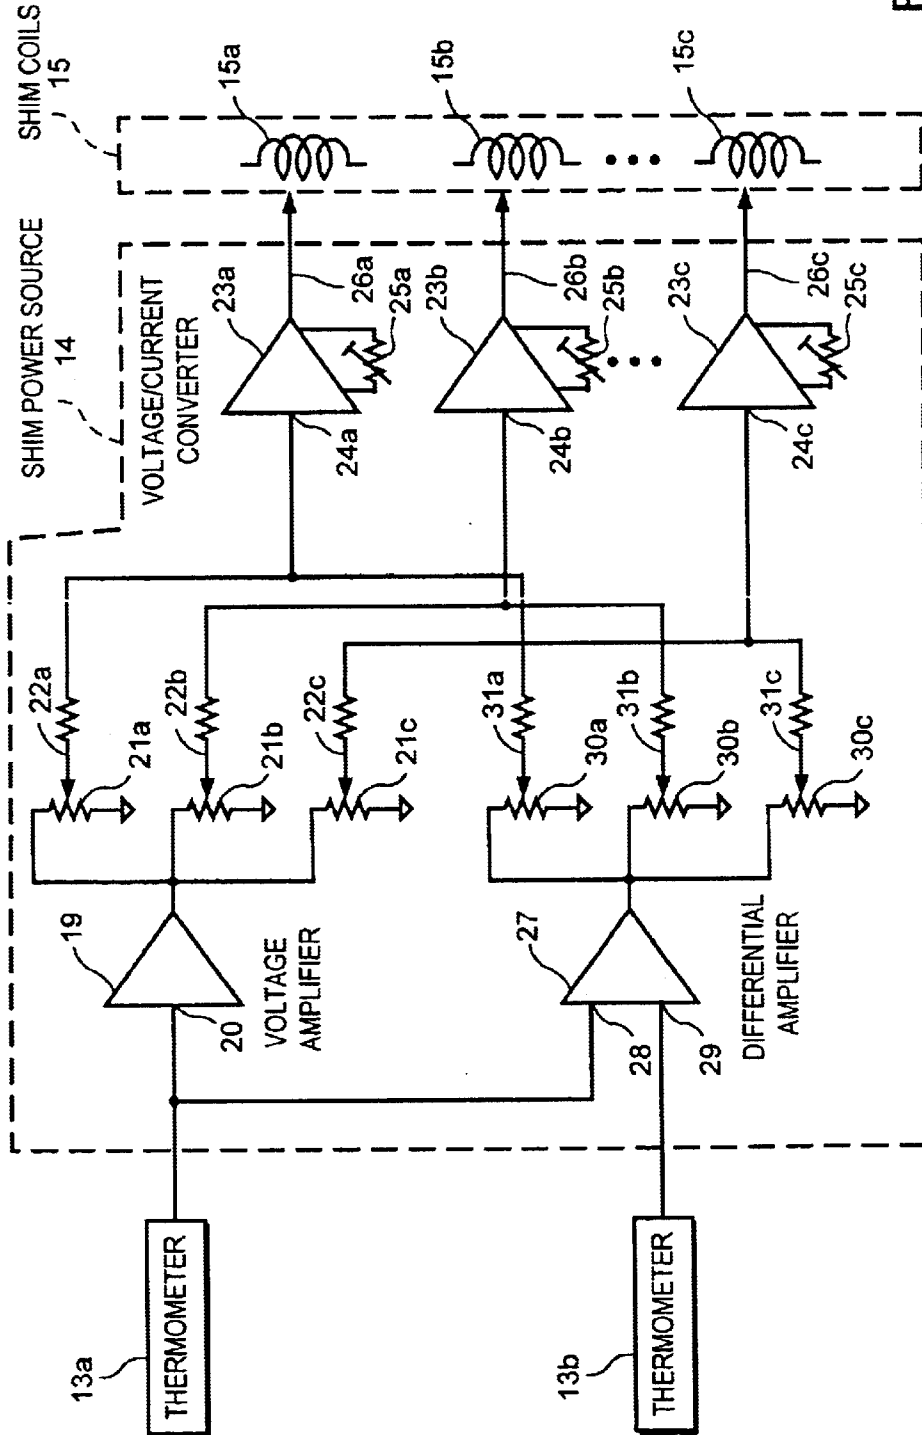 SHIM COILS
15
15a
15b
15c
SHIM POWER SOURCE
14
VOLTAGE/CURRENT
CONVERTER
23a
26a
25a
24a
23b
26b
25b
24b
23c
26c
25c
24c
22a
21a
22b
21b
22c
21c
31a
30a
31b
30b
31c
30c
19
20
VOLTAGE
AMPLIFIER
27
28
29
DIFFERENTIAL
AMPLIFIER
13a
THERMOMETER
13b
THERMOMETER